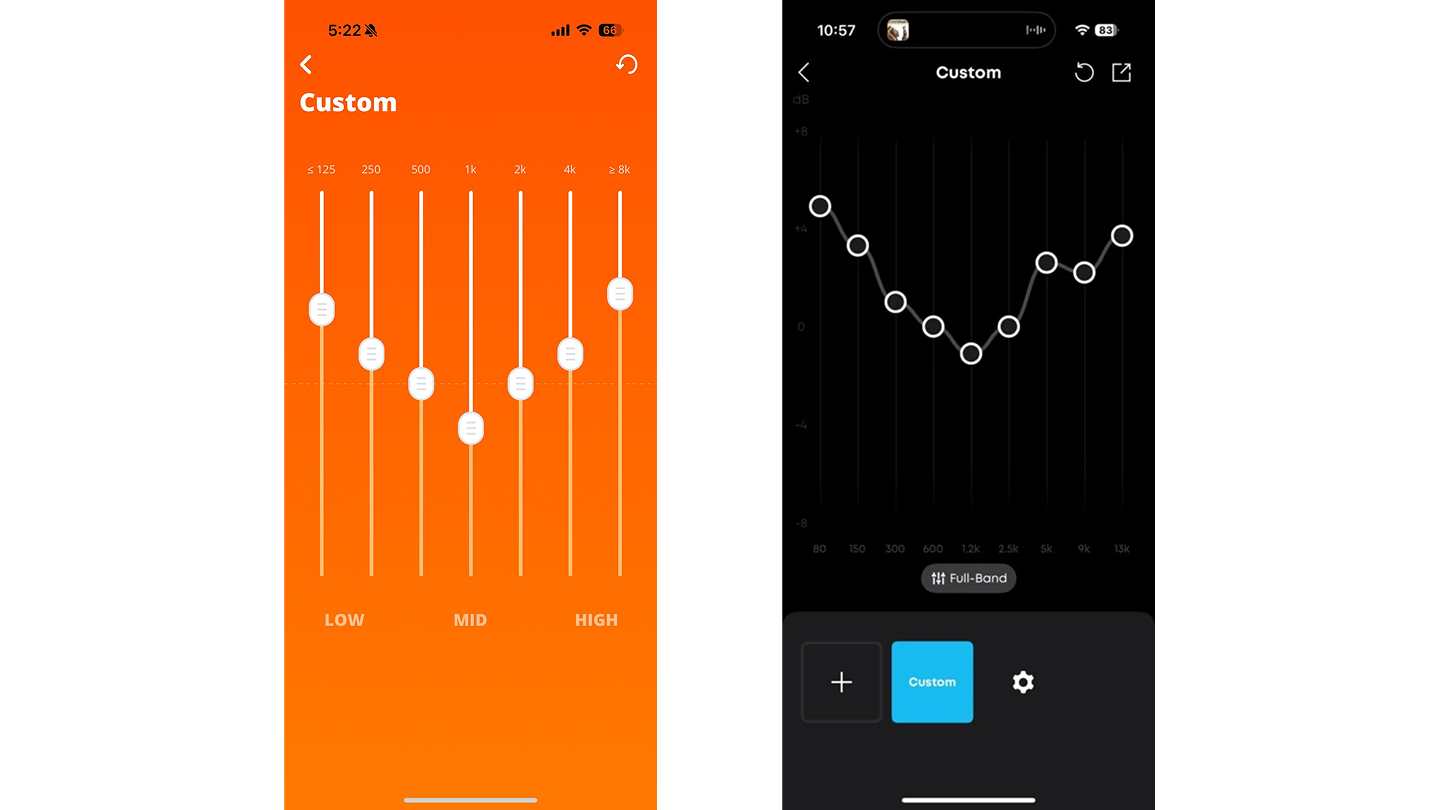 5:22 66
Custom
≤ 125 250 500 1k 2k 4k ≥ 8k
LOW MID HIGH
10:57 83
Custom
dB
+8
+4
0
-4
-8
80 150 300 600 1.2k 2.5k 5k 9k 13k
Full-Band
Custom